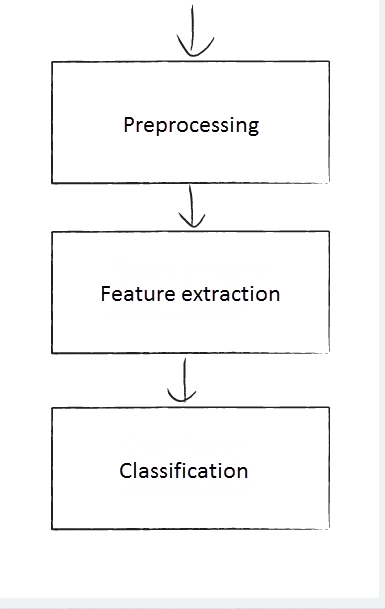 Preprocessing
Feature extraction
Classification